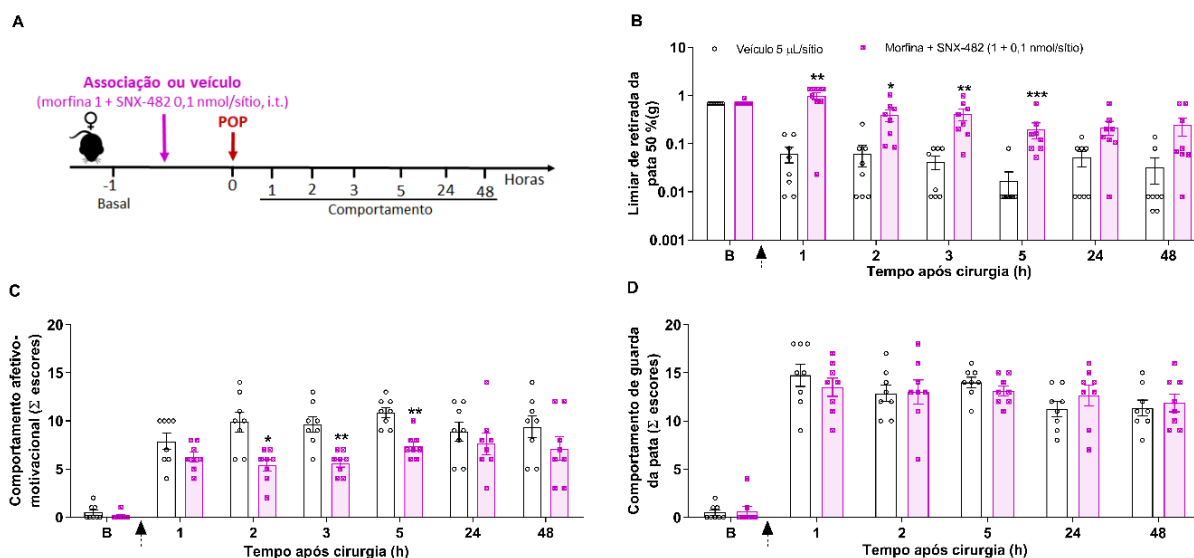 A
Associação ou veículo
(morfina 1 + SNX-482 0,1 nmol/sítio, i.t.)
POP
-1
0
1
2
3
5
24
48
Horas
Basal
Comportamento
B
Veículo 5 µL/sítio
Morfina + SNX-482 (1 + 0,1 nmol/sítio)
Limiar de retirada da
pata 50 %(g)
10
1
0.1
0.01
0.001
**
*
**
***
B
1
2
3
5
24
48
Tempo após cirurgia (h)
C
Comportamento afetivo-
motivacional (Σ escores)
20
15
10
5
0
*
**
**
B
1
2
3
5
24
48
Tempo após cirurgia (h)
D
Comportamento de guarda
da pata (Σ escores)
20
15
10
5
0
B
1
2
5
24
48
Tempo após cirurgia (h)